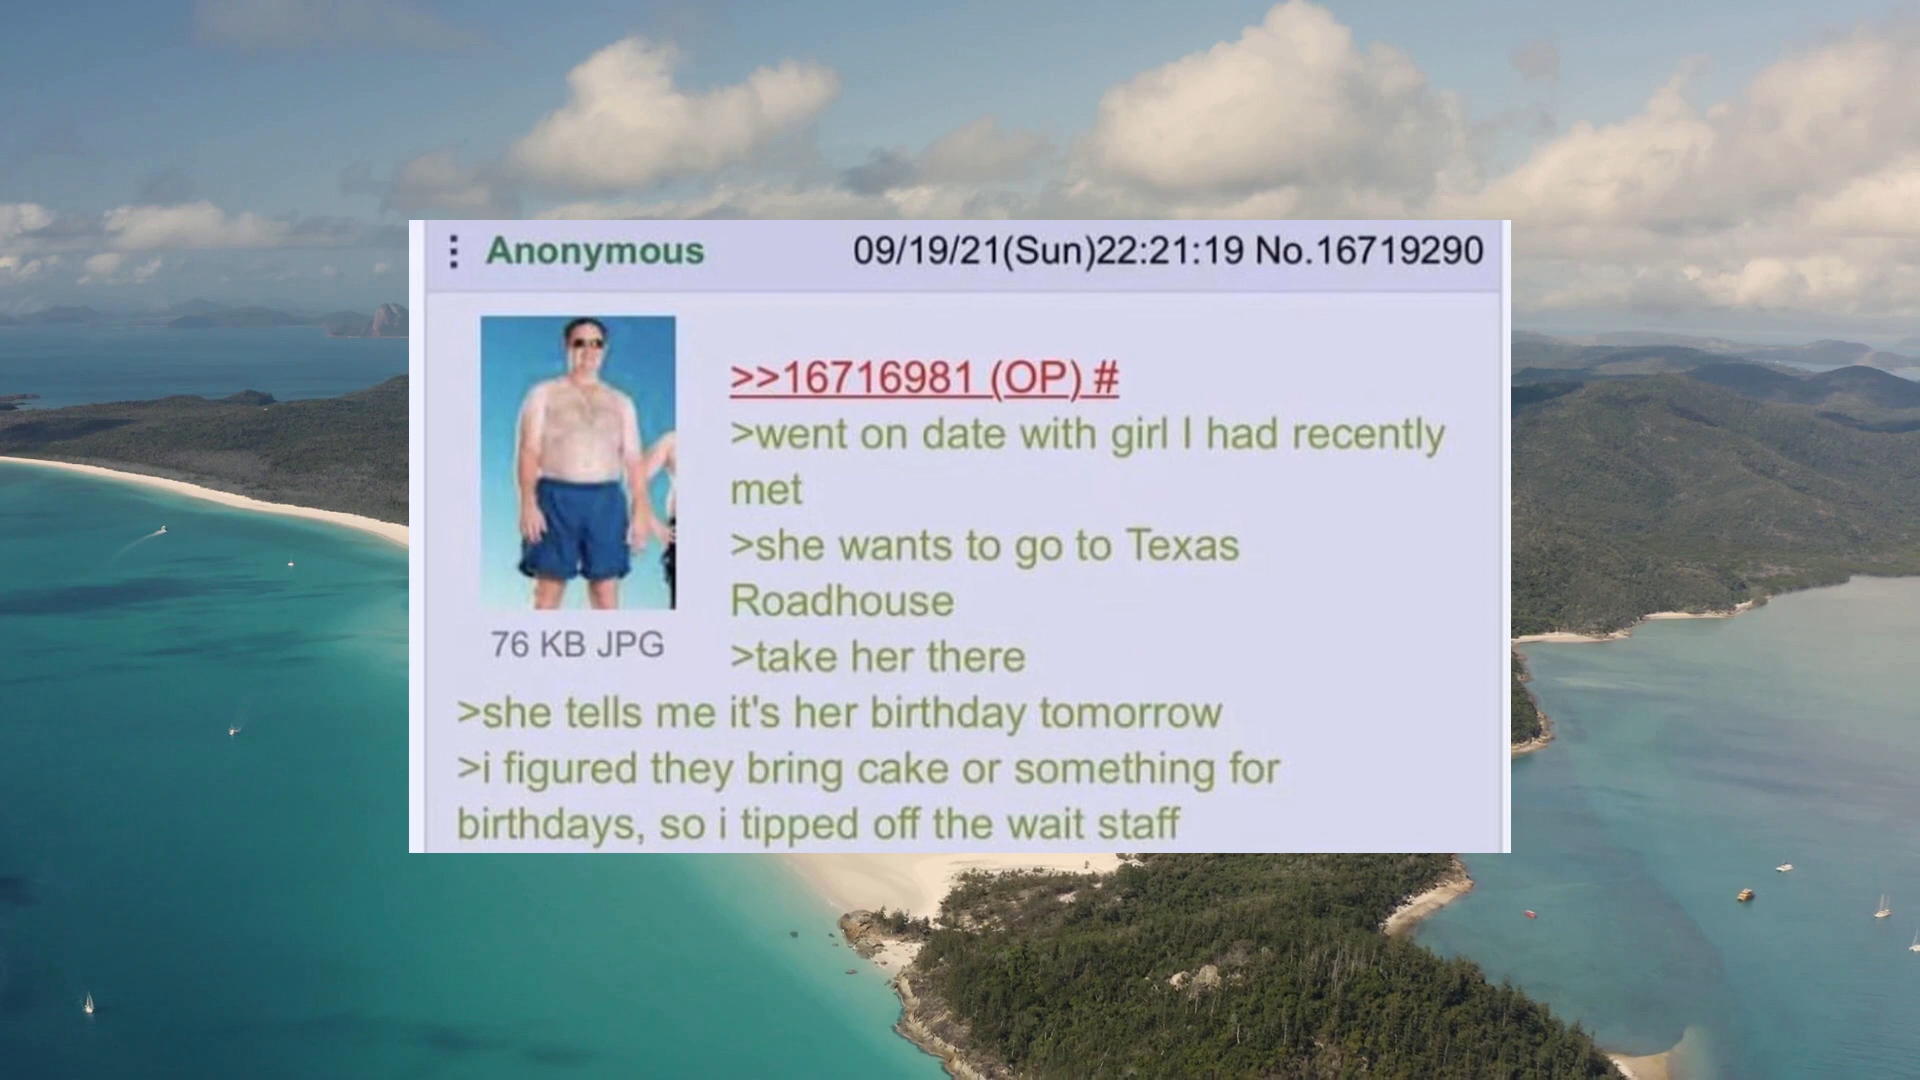 Anonymous 09/19/21(Sun)22:21:19 No.16719290
>>16716981 (OP) #
>went on date with girl I had recently
met
>she wants to go to Texas
Roadhouse
>take her there
76 KB JPG
>she tells me it's her birthday tomorrow
>i figured they bring cake or something for
birthdays, so i tipped off the wait staff